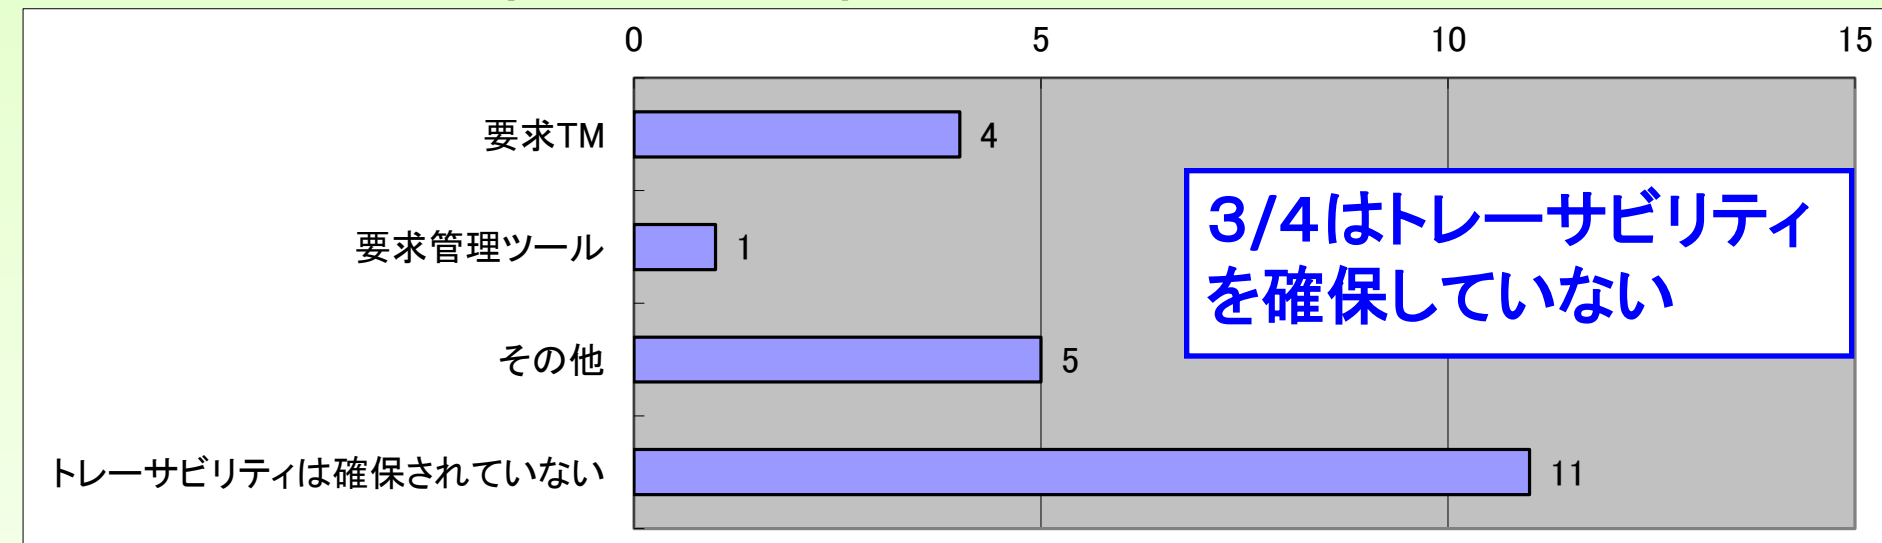 0 5 10 15
要求TM 4
要求管理ツール 1
その他 5
トレーサビリティは確保されていない 11
３/４はトレーサビリティ
を確保していない